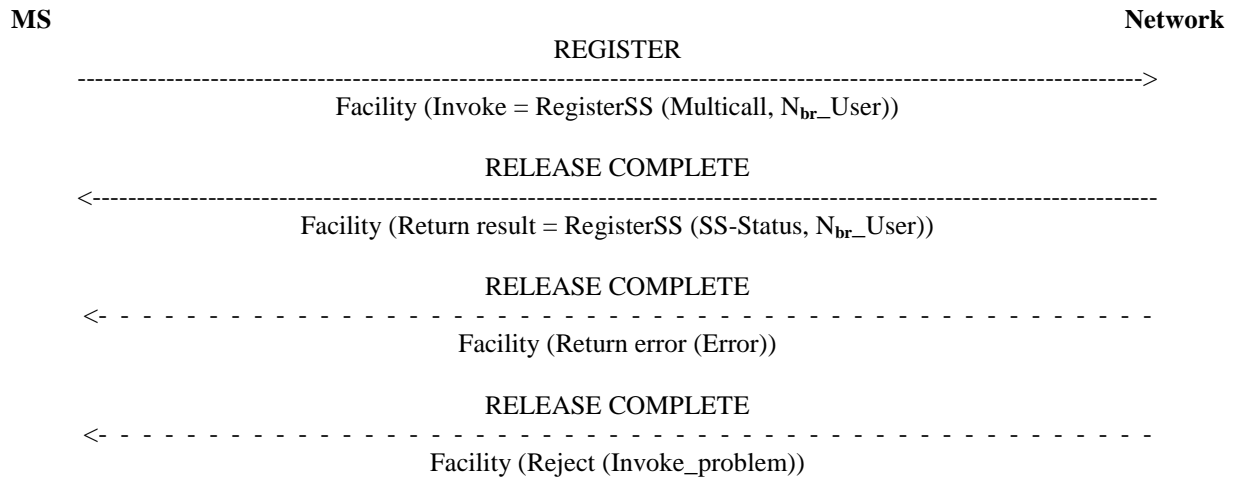 MS Network
REGISTER
------------------------------------------------------------------------------------------------------------------------>
Facility (Invoke = RegisterSS (Multicall, Nbr_User))
RELEASE COMPLETE
<------------------------------------------------------------------------------------------------------------------------
Facility (Return result = RegisterSS (SS-Status, Nbr_User))
RELEASE COMPLETE
<- - - - - - - - - - - - - - - - - - - - - - - - - - - - - - - - - - - - - - - - - - - - - - - - - - - -
Facility (Return error (Error))
RELEASE COMPLETE
<- - - - - - - - - - - - - - - - - - - - - - - - - - - - - - - - - - - - - - - - - - - - - - - - - - - -
Facility (Reject (Invoke_problem))